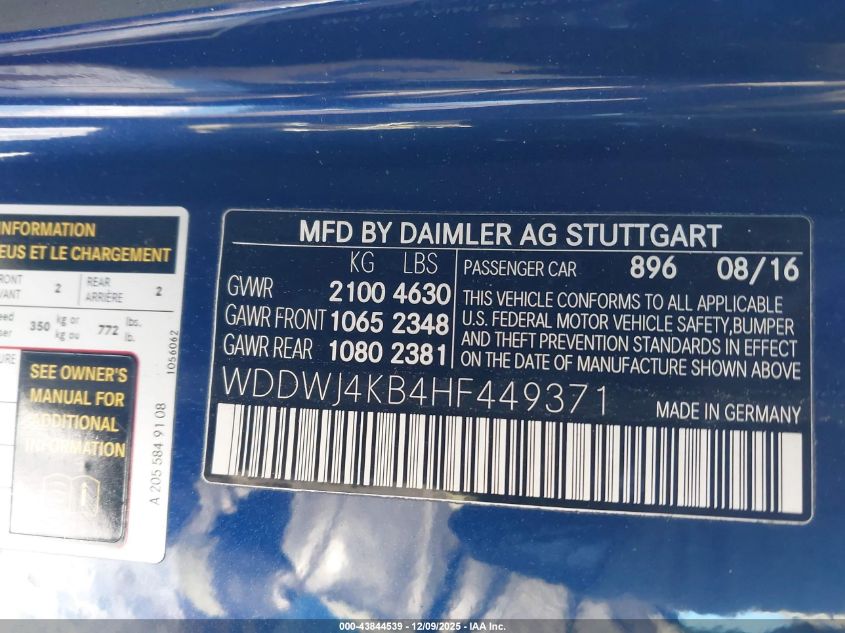 INFORMATION
EUS ET LE CHARGEMENT
2 REAR 2
ARRIÈRE
350 kg or 772 lbs.
kg ou lb.
1056062
SEE OWNER'S
MANUAL FOR
ADDITIONAL
INFORMATION
A 205 584 91 08
MFD BY DAIMLER AG STUTTGART
KG LBS
GVWR 2100 4630
GAWR FRONT 1065 2348
GAWR REAR 1080 2381
PASSENGER CAR 896 08/16
THIS VEHICLE CONFORMS TO ALL APPLICABLE
U.S. FEDERAL MOTOR VEHICLE SAFETY,BUMPER
AND THEFT PREVENTION STANDARDS IN EFFECT
ON THE DATE OF MANUFACTURE SHOWN ABOVE
WDDWJ4KB4HF449371
MADE IN GERMANY
000-43844539 - 12/09/2025 - IAA Inc.